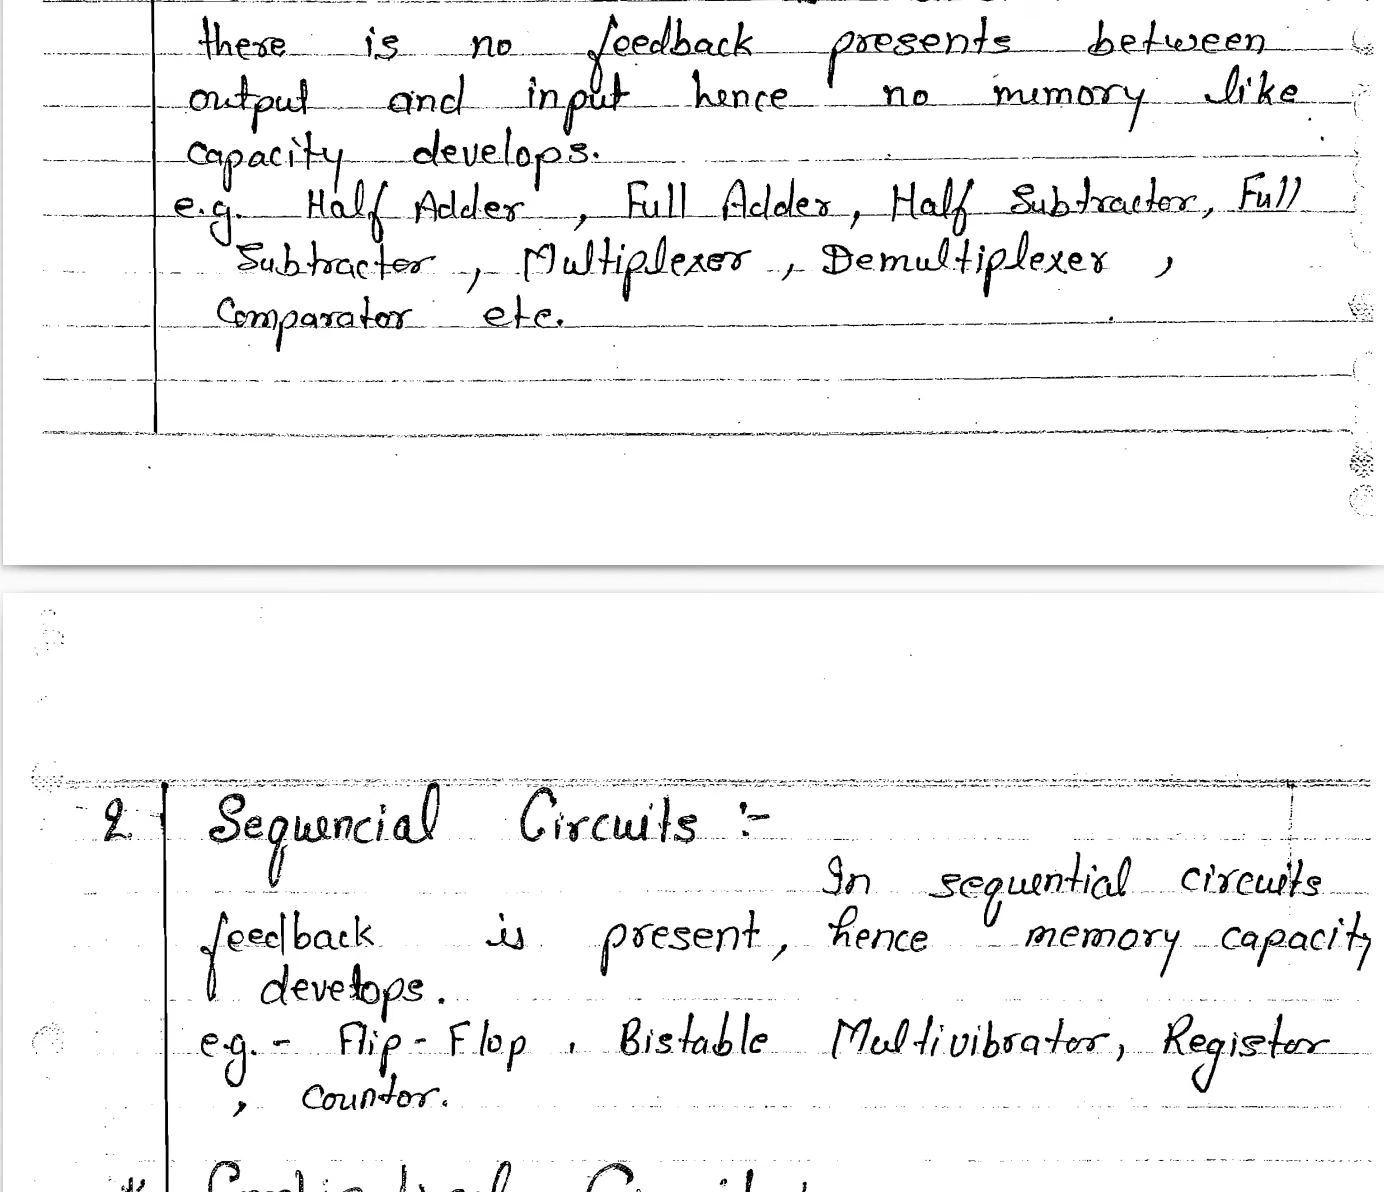 there is no feedback presents between
output and input hence no memory like
capacity develops.
e.g. Half Adder, Full Adder, Half Subtractor, Full
Subtractor, Multiplexer, Demultiplexer,
Comparator etc.
2. Sequencial Circuits :-
In sequential circuits
feedback is present, hence memory capacity
develops.
e.g. - Flip-Flop, Bistable Multivibrator, Registor
, Countor.